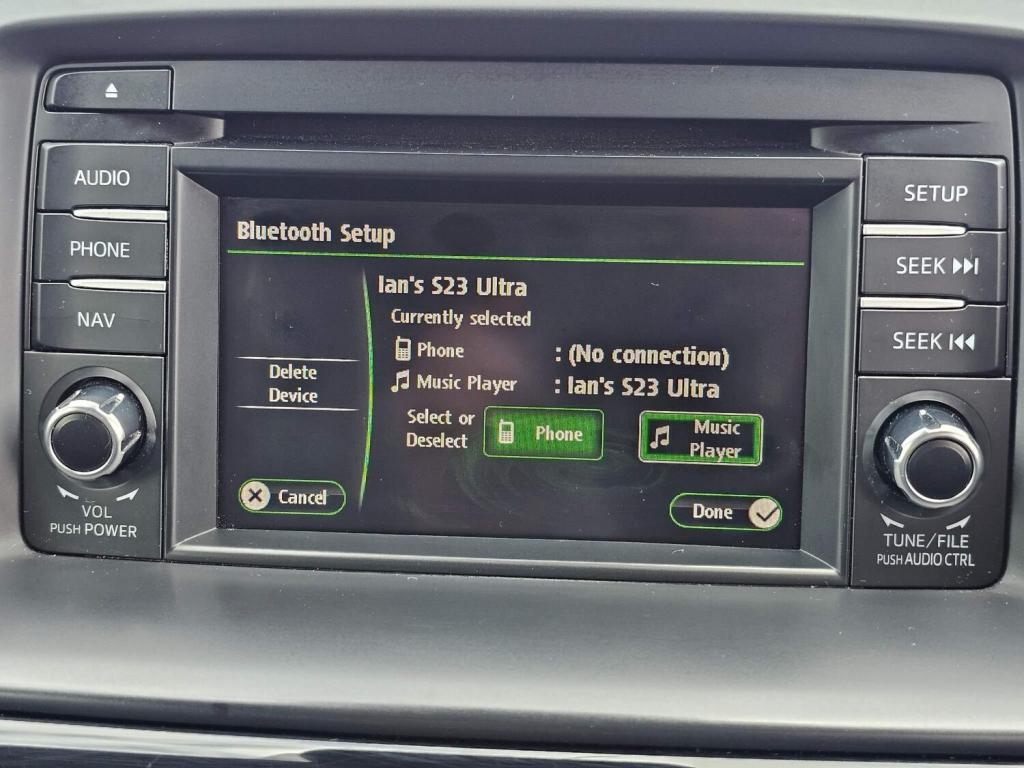 AUDIO
PHONE
NAV
VOL
PUSH POWER
Bluetooth Setup
Ian's S23 Ultra
Currently selected
Phone : (No connection)
Music Player : Ian's S23 Ultra
Delete
Device
Select or
Deselect
Phone
Music
Player
Cancel
Done
SETUP
SEEK
SEEK
TUNE/FILE
PUSH AUDIO CTRL